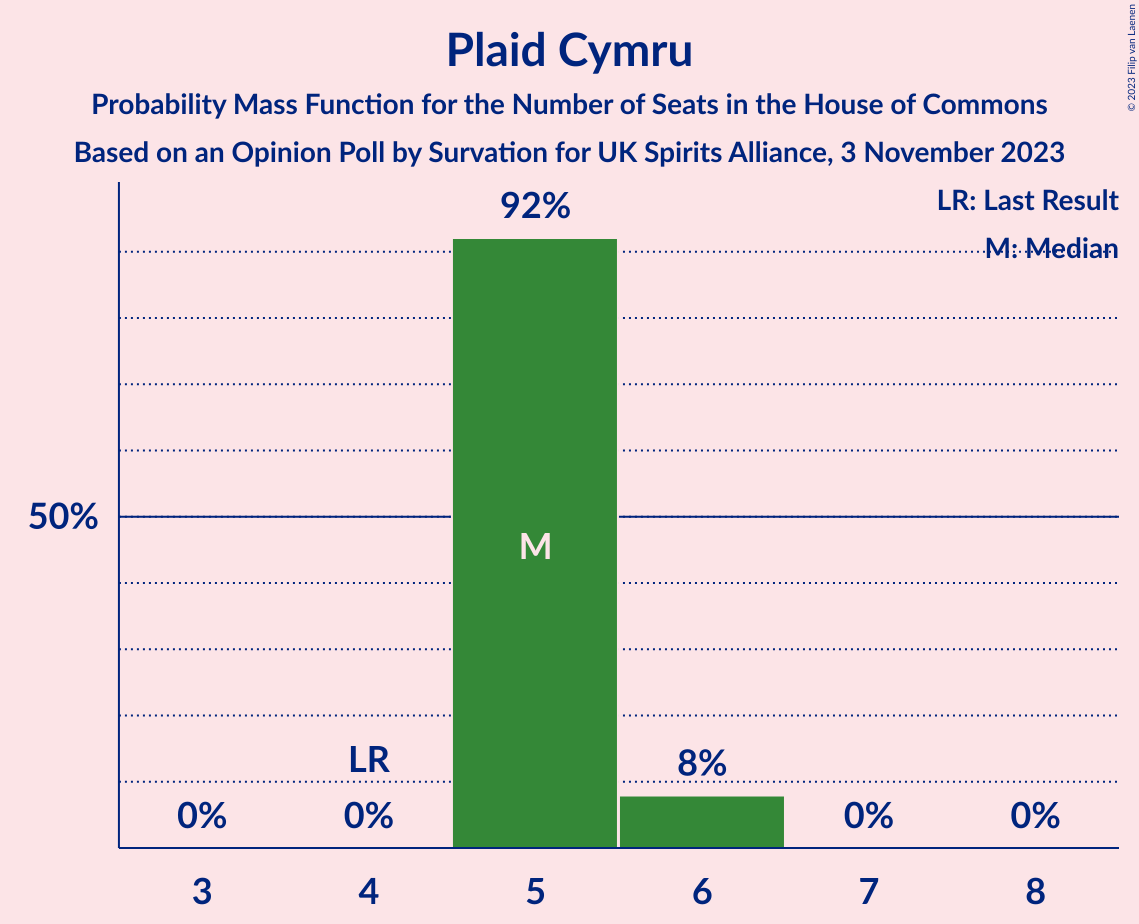 Plaid Cymru
Probability Mass Function for the Number of Seats in the House of Commons
Based on an Opinion Poll by Survation for UK Spirits Alliance, 3 November 2023
© 2023 Filip van Laenen
LR: Last Result
M: Median
92%
50%
M
LR
8%
0%
0%
0%
0%
3
4
5
6
7
8